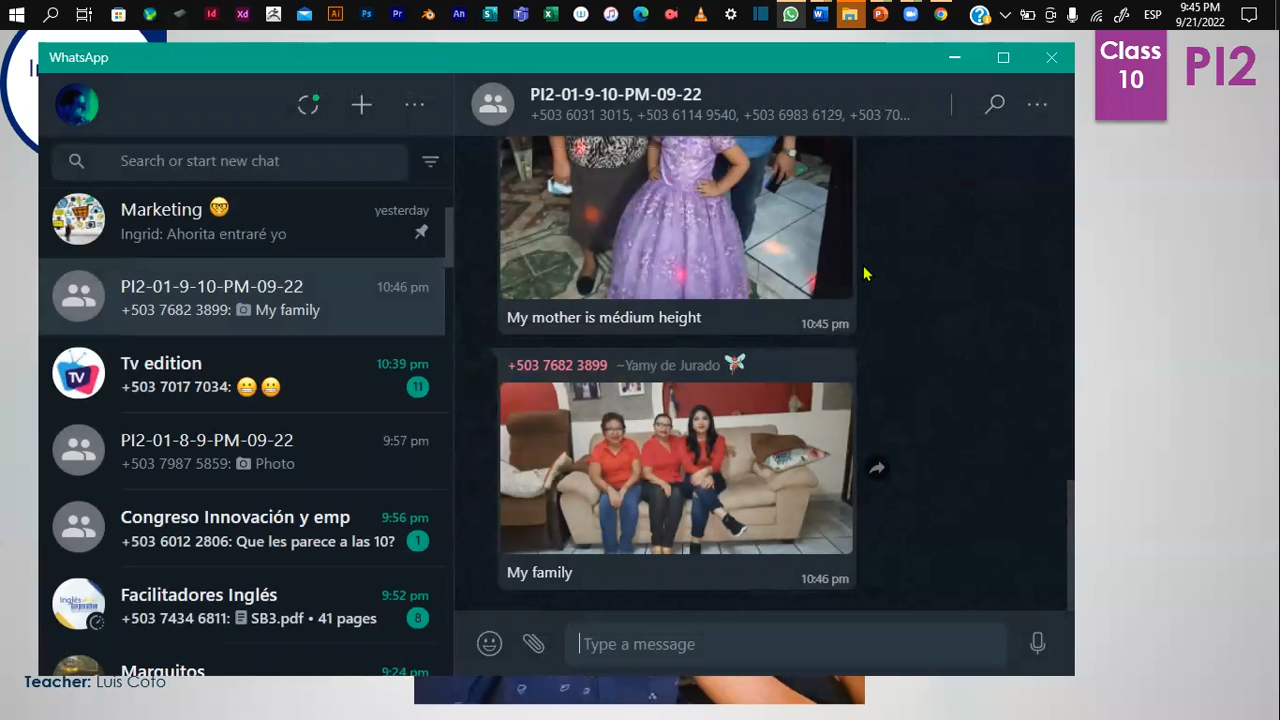 9:45 PM
ESP
9/21/2022
In
Class
10
PI2
WhatsApp
PI2-01-9-10-PM-09-22
+503 6031 3015, +503 6114 9540, +503 6983 6129, +503 70...
Search or start new chat
Marketing 🤓
yesterday
Ingrid: Ahorita entraré yo
PI2-01-9-10-PM-09-22
10:46 pm
+503 7682 3899: 📷 My family
Tv edition
10:39 pm
+503 7017 7034: 😬 😬
11
PI2-01-8-9-PM-09-22
9:57 pm
+503 7987 5859: 📷 Photo
Congreso Innovación y emp
9:56 pm
+503 6012 2806: Que les parece a las 10?
1
Facilitadores Inglés
9:52 pm
+503 7434 6811: SB3.pdf • 41 pages
8
Marquitos
9:24 pm
My mother is médium height
10:45 pm
+503 7682 3899 ~Yamy de Jurado
My family
10:46 pm
Type a message
Teacher: Luis Coto